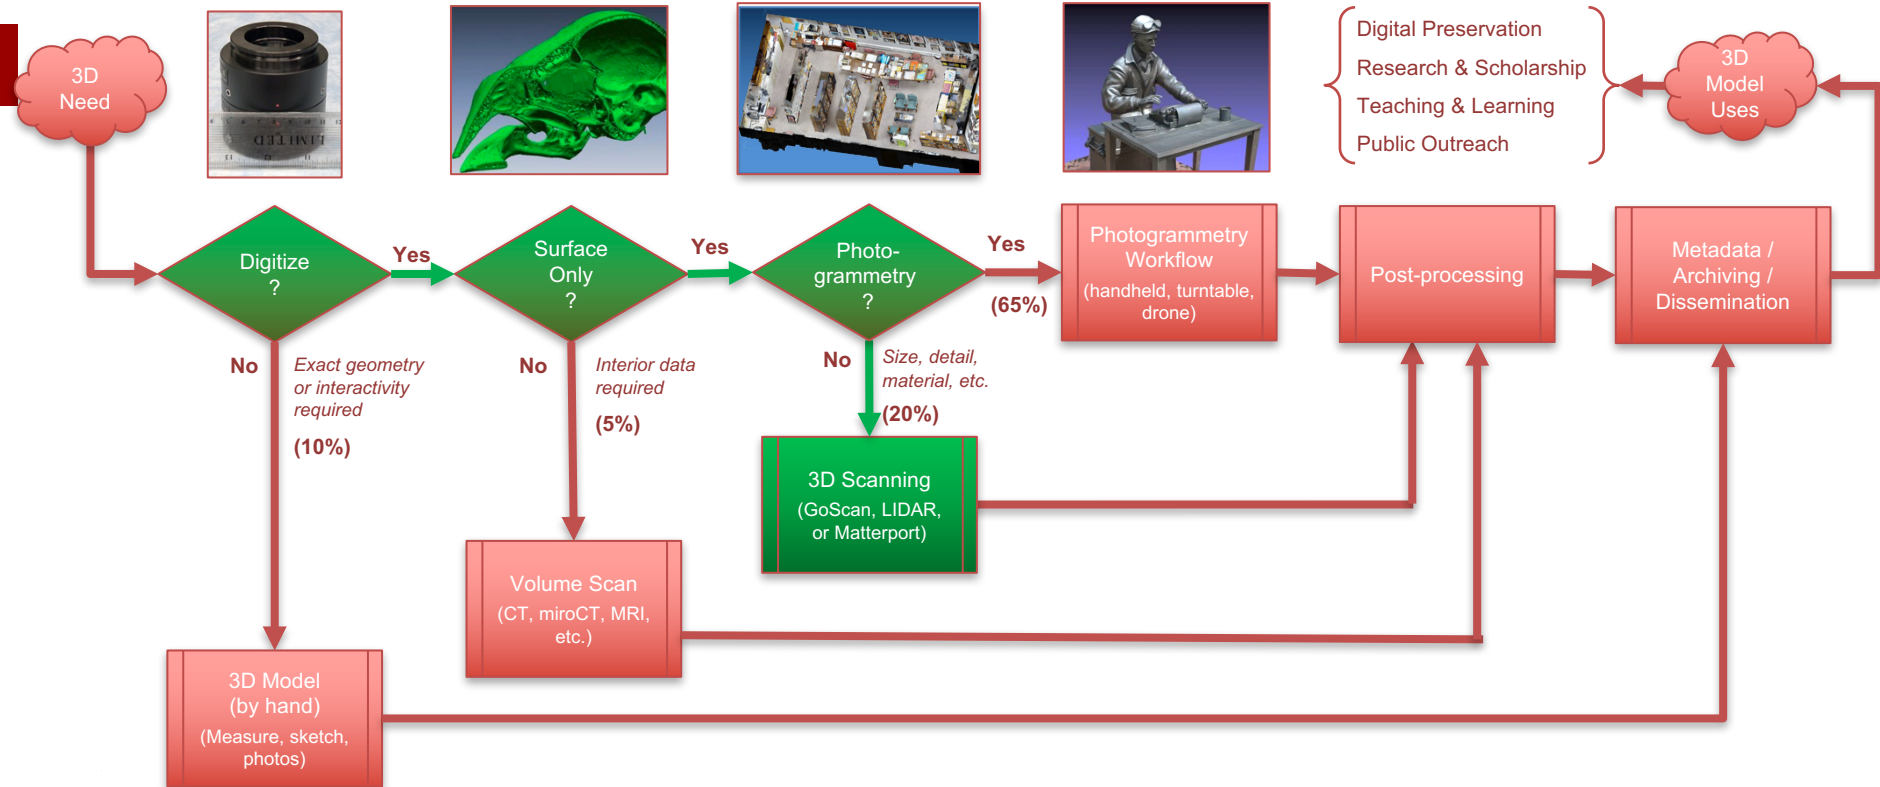 3D
Need
LIMITED
Digital Preservation
Research & Scholarship
Teaching & Learning
Public Outreach
3D
Model
Uses
Digitize
?
Yes
Surface
Only
?
Yes
Photo-
grammetry
?
Yes
(65%)
Photogrammetry
Workflow
(handheld, turntable,
drone)
Post-processing
Metadata /
Archiving /
Dissemination
No
Exact geometry
or interactivity
required
(10%)
No
Interior data
required
(5%)
No
Size, detail,
material, etc.
(20%)
3D Scanning
(GoScan, LIDAR,
or Matterport)
Volume Scan
(CT, miroCT, MRI,
etc.)
3D Model
(by hand)
(Measure, sketch,
photos)